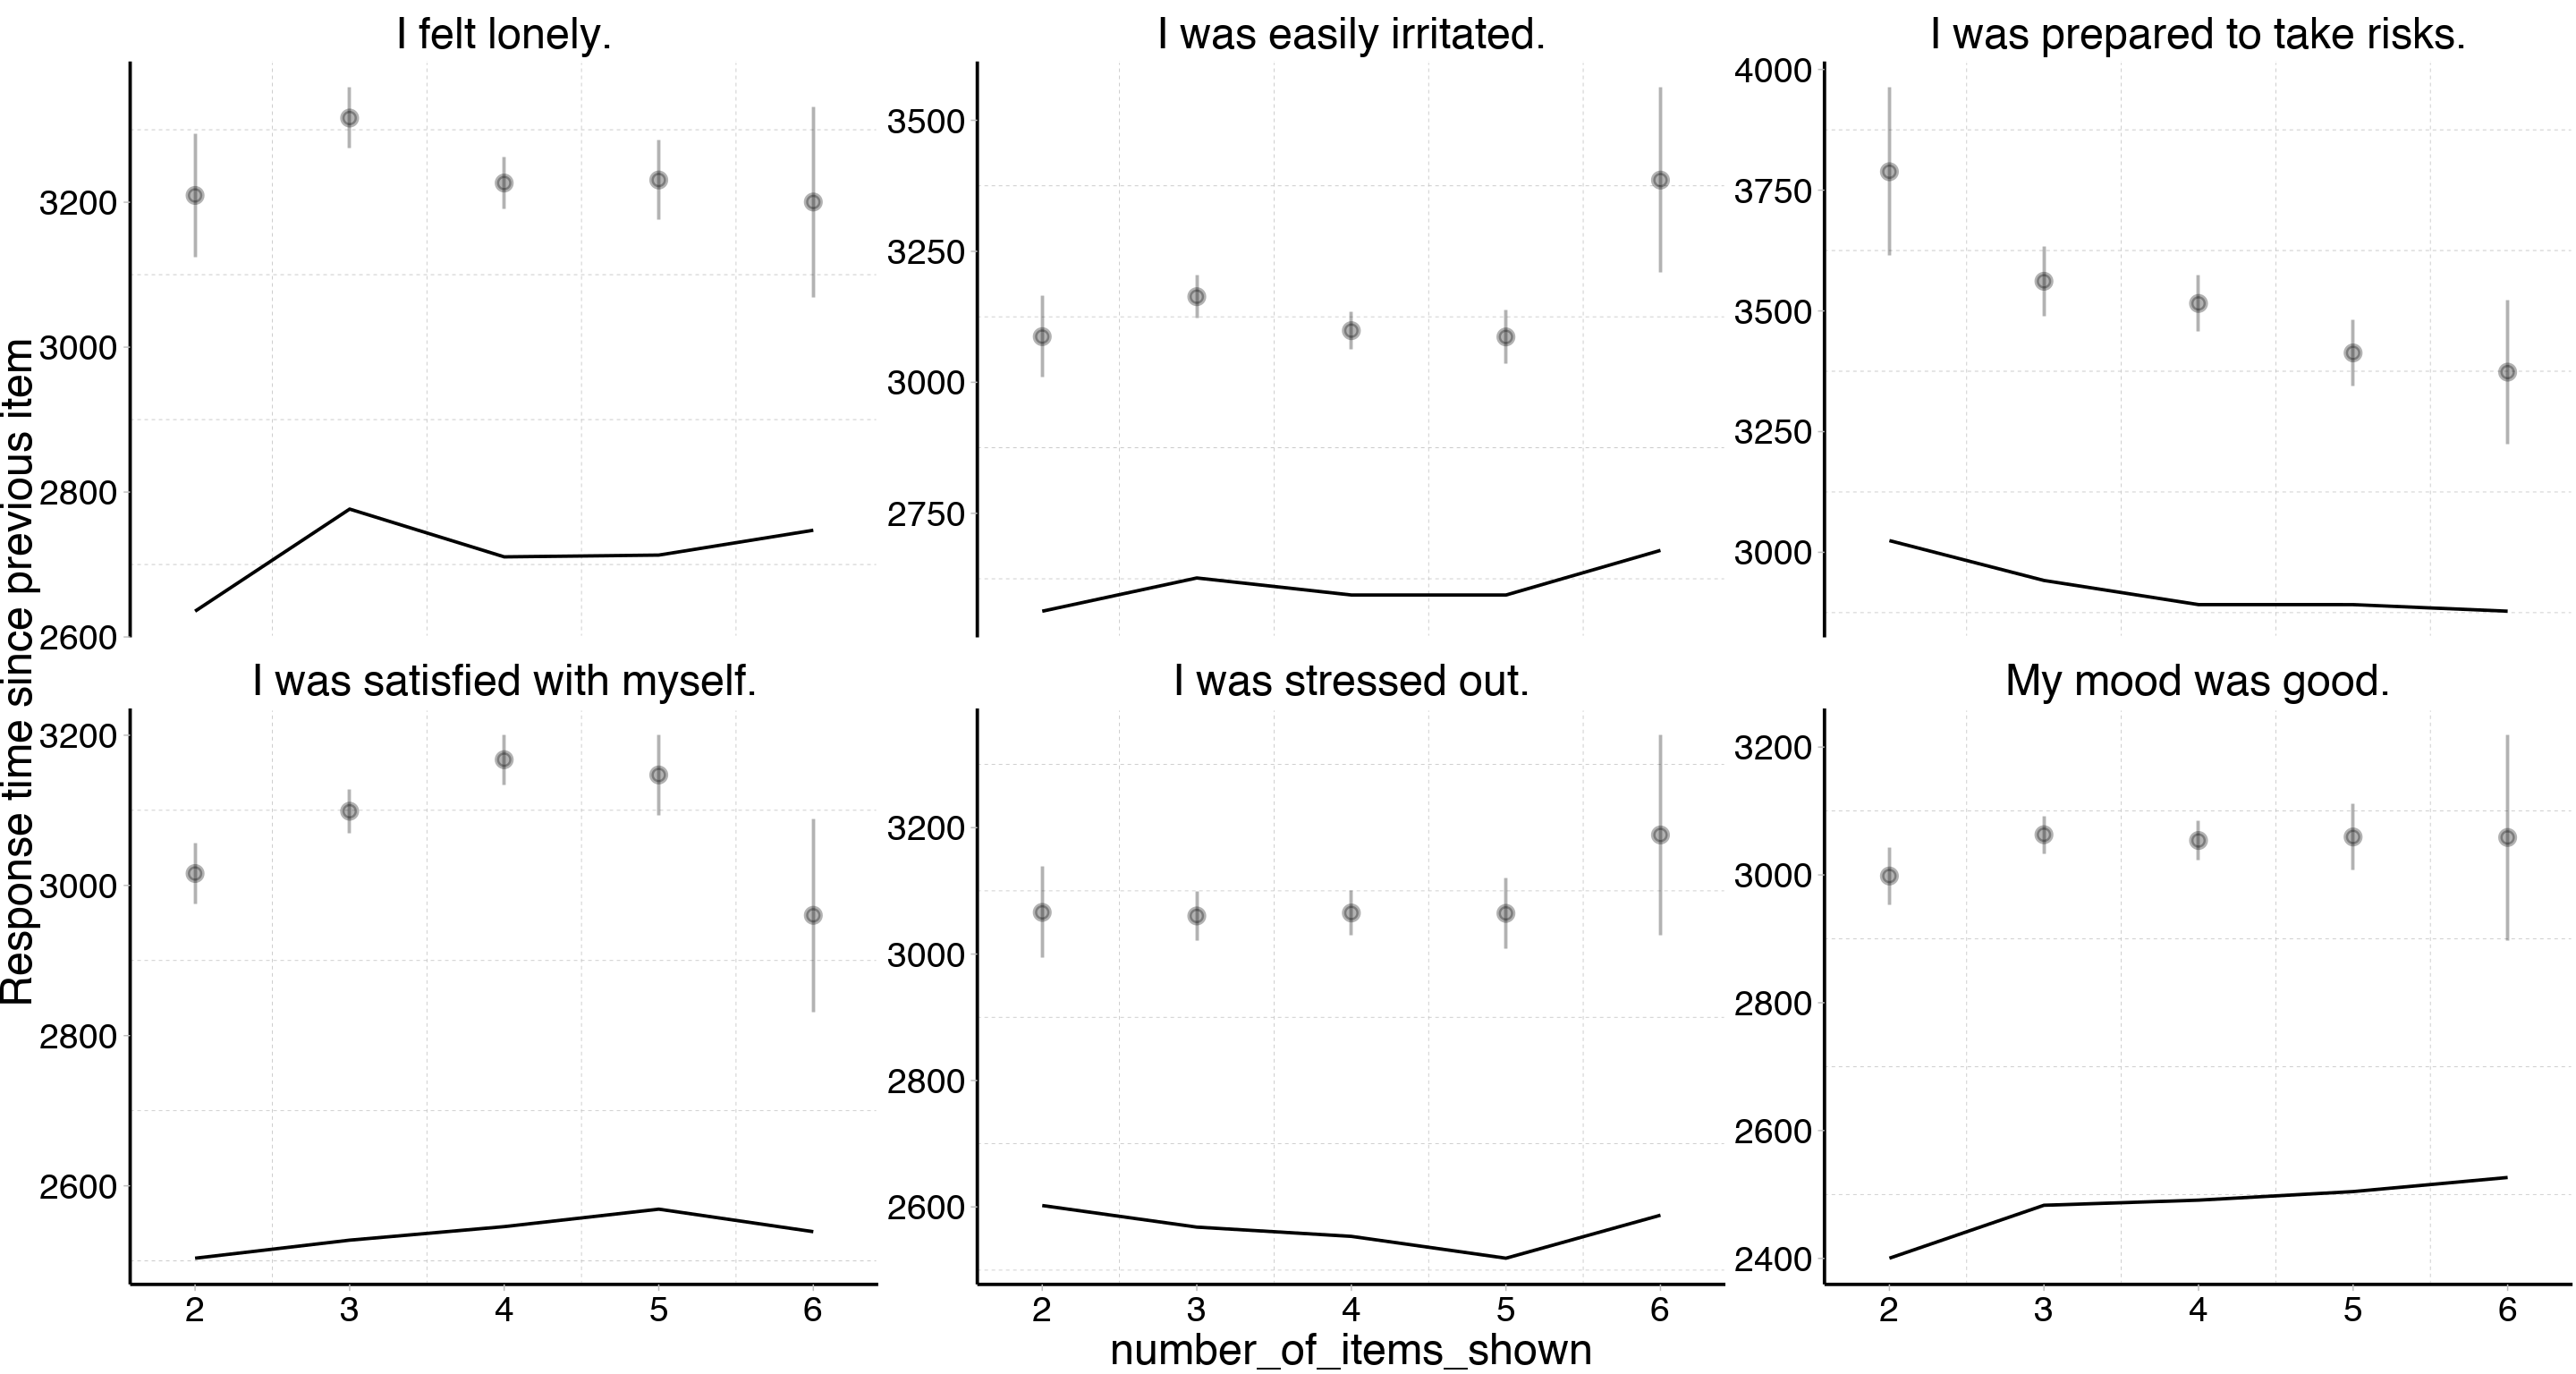 I felt lonely.
I was easily irritated.
I was prepared to take risks.
3200
3000
2800
2600
3500
3250
3000
2750
4000
3750
3500
3250
3000
Response time since previous item
I was satisfied with myself.
I was stressed out.
My mood was good.
3200
3000
2800
2600
3200
3000
2800
2600
3200
3000
2800
2600
2400
2 3 4 5 6
2 3 4 5 6
2 3 4 5 6
number_of_items_shown